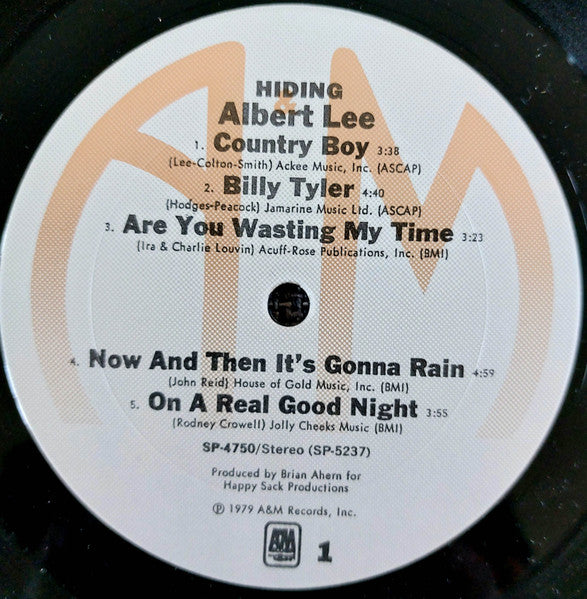 HIDING
Albert Lee
1. Country Boy 3:38
(Lee-Colton-Smith) Ackee Music, Inc. (ASCAP)
2. Billy Tyler 4:40
(Hodges-Peacock) Jamarine Music Ltd. (ASCAP)
3. Are You Wasting My Time 3:23
(Ira & Charlie Louvin) Acuff-Rose Publications, Inc. (BMI)
4. Now And Then It's Gonna Rain 4:59
(John Reid) House of Gold Music, Inc. (BMI)
5. On A Real Good Night 3:55
(Rodney Crowell) Jolly Cheeks Music (BMI)
SP-4750/Stereo (SP-5237)
Produced by Brian Ahern for
Happy Sack Productions
℗ 1979 A&M Records, Inc.
A&M 1